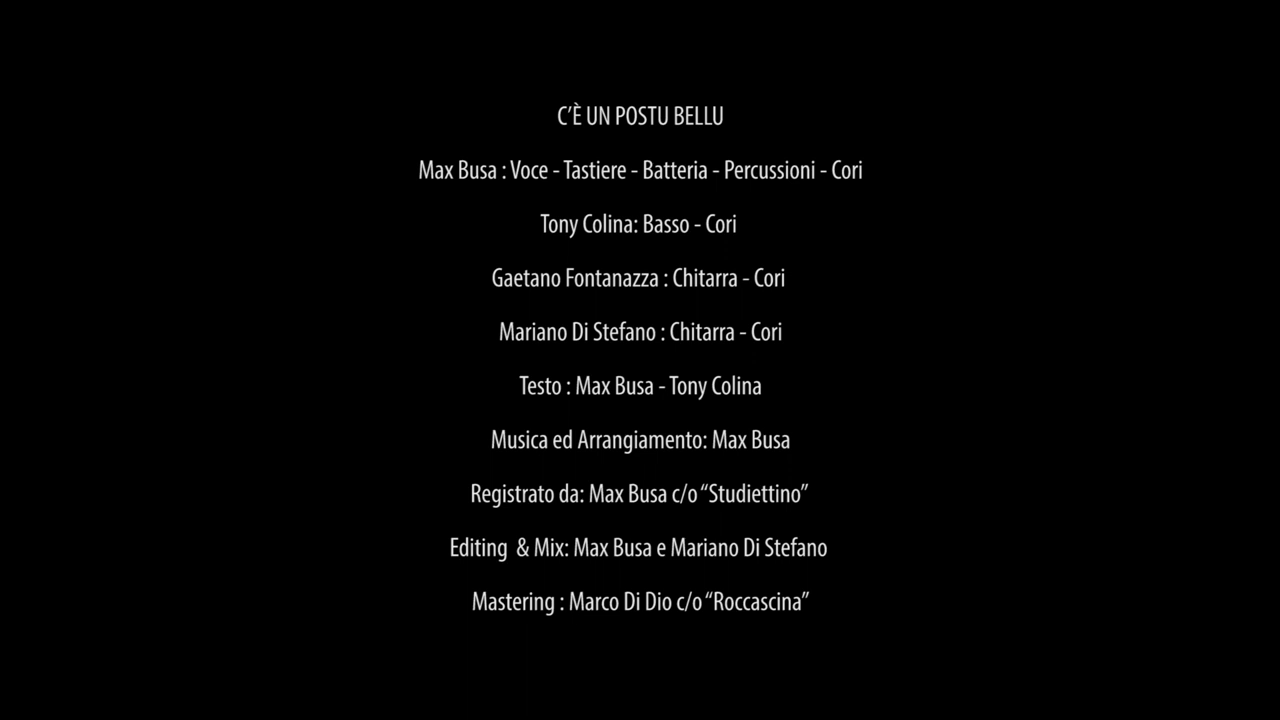 C’È UN POSTU BELLU
Max Busa : Voce - Tastiere - Batteria - Percussioni - Cori
Tony Colina: Basso - Cori
Gaetano Fontanazza : Chitarra - Cori
Mariano Di Stefano : Chitarra - Cori
Testo : Max Busa - Tony Colina
Musica ed Arrangiamento: Max Busa
Registrato da: Max Busa c/o “Studiettino”
Editing  & Mix: Max Busa e Mariano Di Stefano
Mastering : Marco Di Dio c/o “Roccascina”